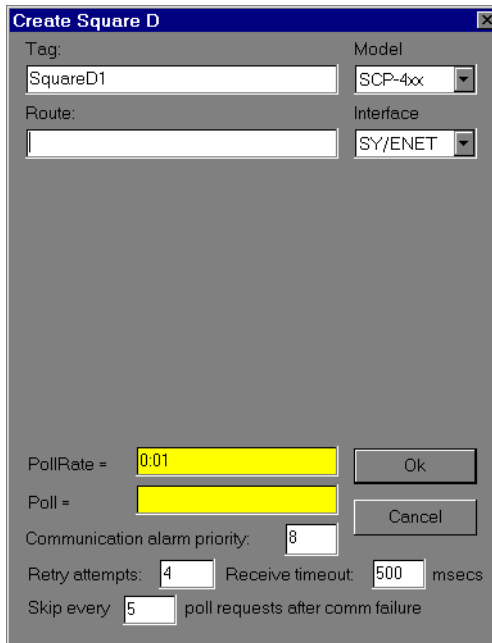 Create Square D
Tag: Model
SquareD1 SCP-4xx
Route: Interface
SY/ENET
PollRate = 0:01 Ok
Poll =
Cancel
Communication alarm priority: 8
Retry attempts: 4 Receive timeout: 500 msecs
Skip every 5 poll requests after comm failure